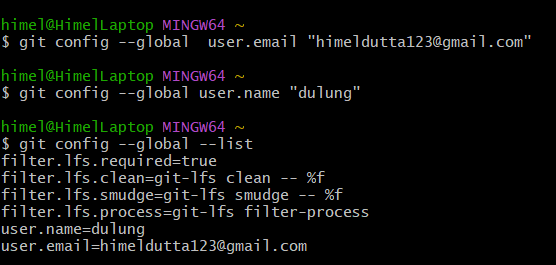 himel@HimelLaptop MINGW64 ~
$ git config --global  user.email "himeldutta123@gmail.com"
himel@HimelLaptop MINGW64 ~
$ git config --global user.name "dulung"
himel@HimelLaptop MINGW64 ~
$ git config --global --list
filter.lfs.required=true
filter.lfs.clean=git-lfs clean -- %f
filter.lfs.smudge=git-lfs smudge -- %f
filter.lfs.process=git-lfs filter-process
user.name=dulung
user.email=himeldutta123@gmail.com